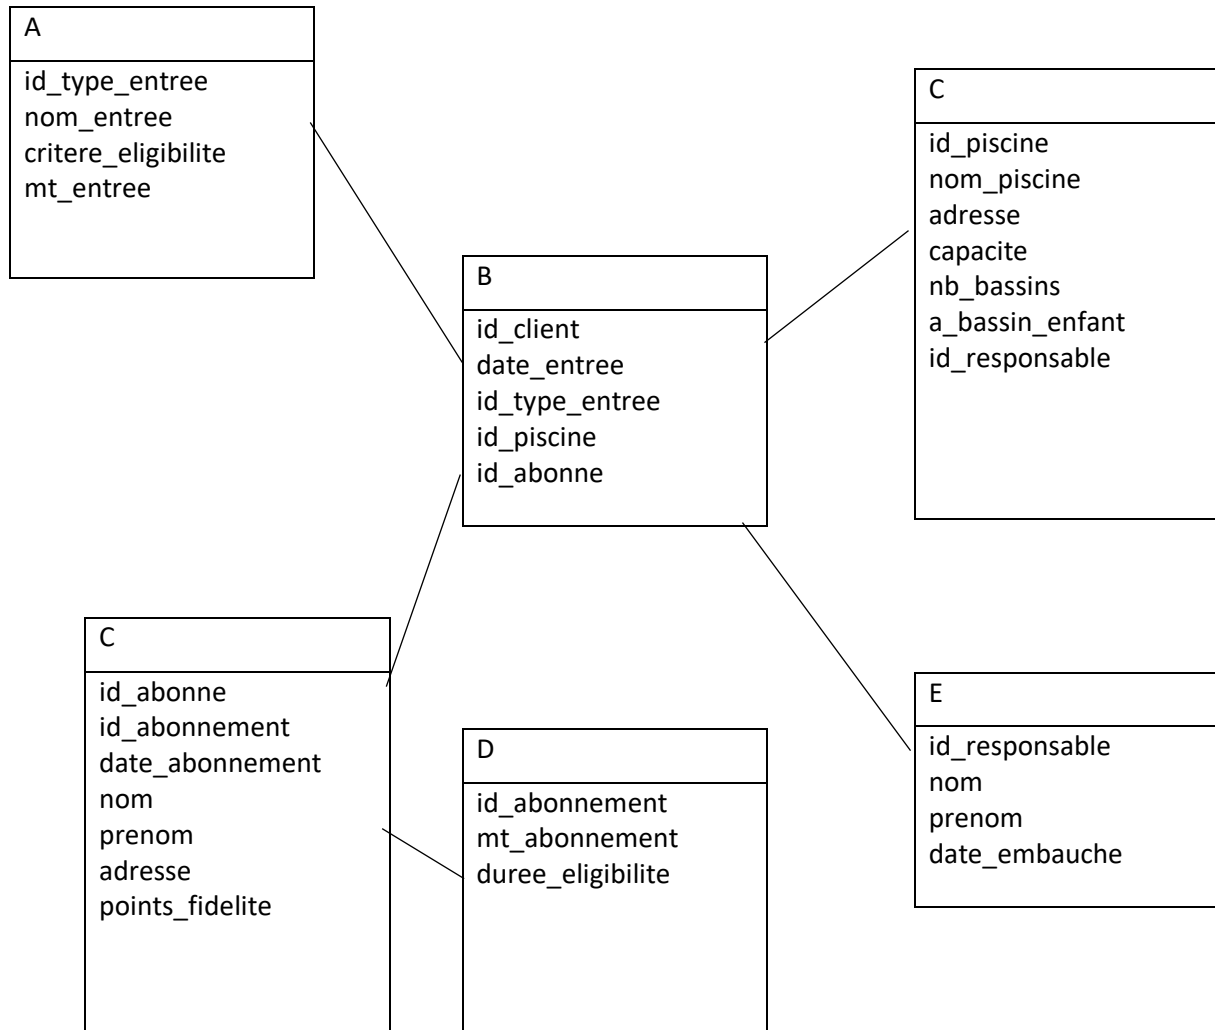 A
id_type_entree
nom_entree
critere_eligibilite
mt_entree
C
id_piscine
nom_piscine
adresse
capacite
nb_bassins
a_bassin_enfant
id_responsable
B
id_client
date_entree
id_type_entree
id_piscine
id_abonne
C
id_abonne
id_abonnement
date_abonnement
nom
prenom
adresse
points_fidelite
D
id_abonnement
mt_abonnement
duree_eligibilite
E
id_responsable
nom
prenom
date_embauche